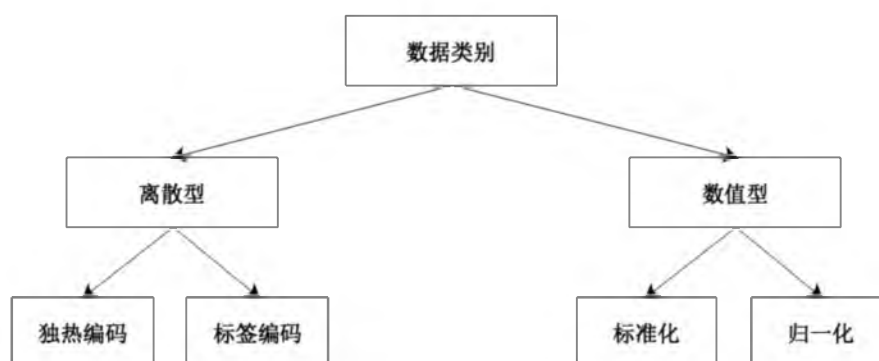 数据类别
离散型
数值型
独热编码
标签编码
标准化
归一化